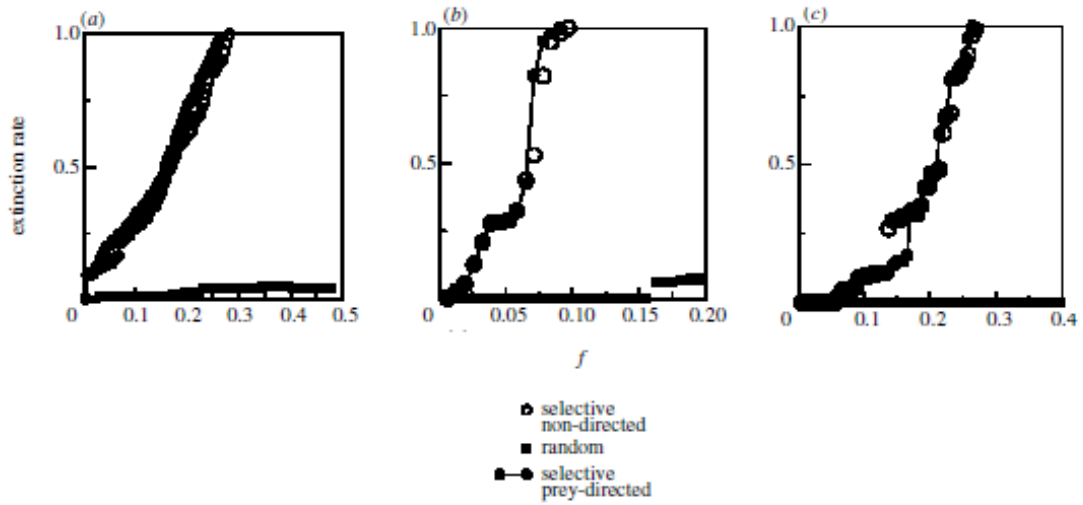 (a)
(b)
(c)
1.0
1.0
1.0
0.5
0.5
0.5
extinction rate
0 0.1 0.2 0.3 0.4 0.5
0 0.05 0.10 0.15 0.20
0 0.1 0.2 0.3 0.4
f
selective
non-directed
random
selective
prey-directed